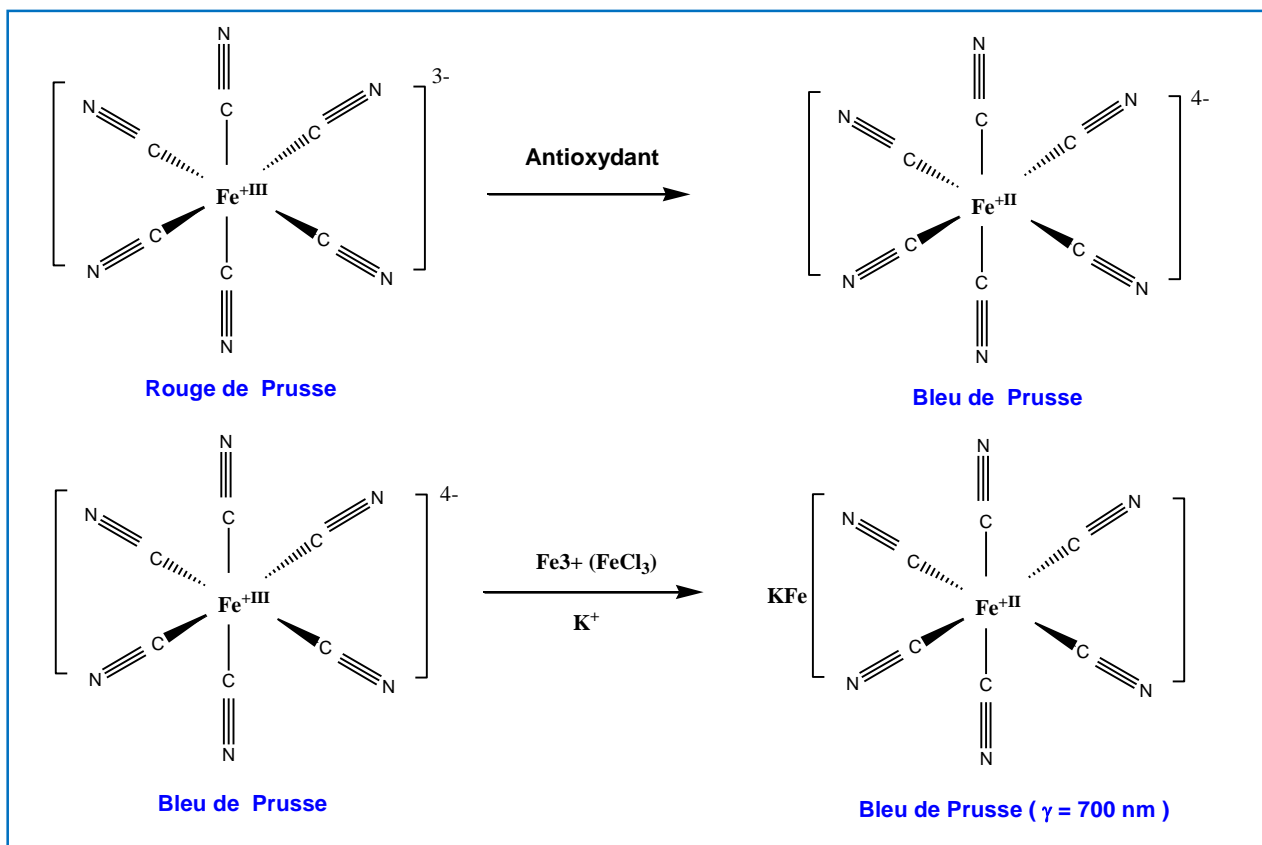 N
N C C N
3-
Fe+III
N C C N
C
N
Rouge de Prusse
Antioxydant
N
N C C N
4-
C
Fe+II
N C C N
C
N
Bleu de Prusse
N
N C C N
4-
C
Fe+III
N C C N
C
N
Bleu de Prusse
Fe3+ (FeCl3)
K+
N
N C C N
C
KFe Fe+II
N C C N
C
N
Bleu de Prusse ( γ = 700 nm )